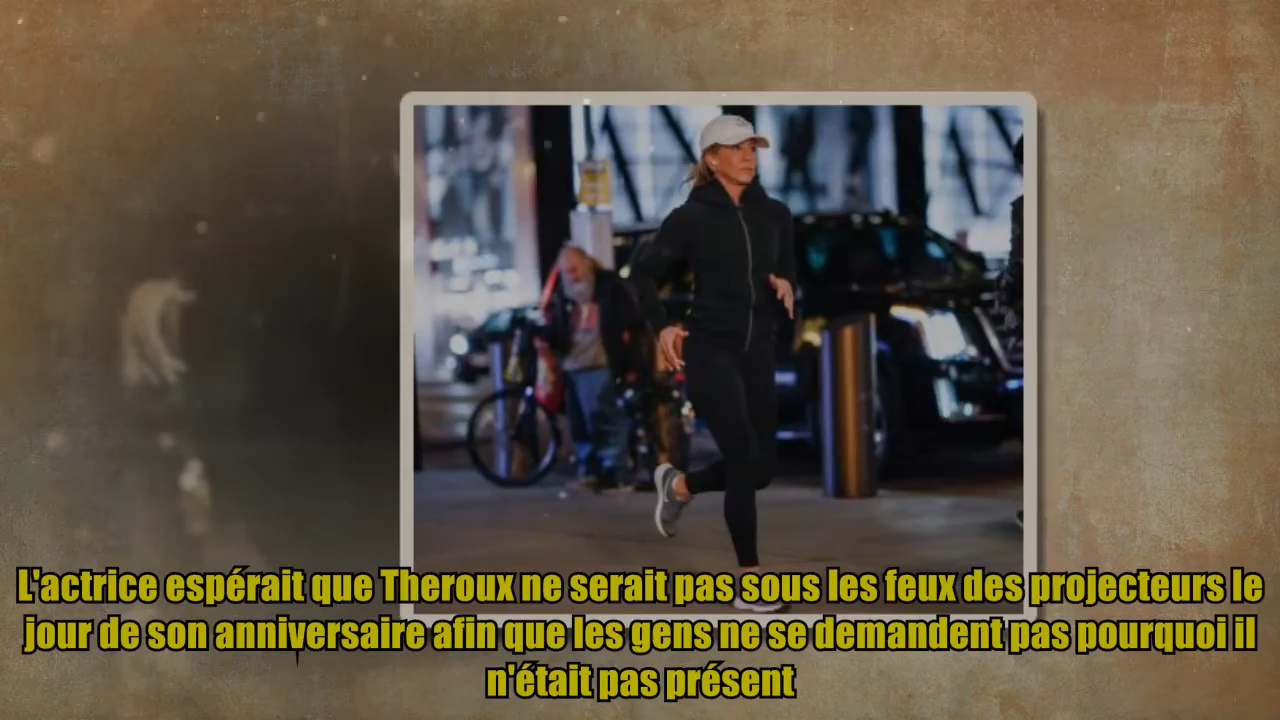 L'actrice espérait que Theroux ne serait pas sous les feux des projecteurs le
jour de son anniversaire afin que les gens ne se demandent pas pourquoi il
n'était pas présent